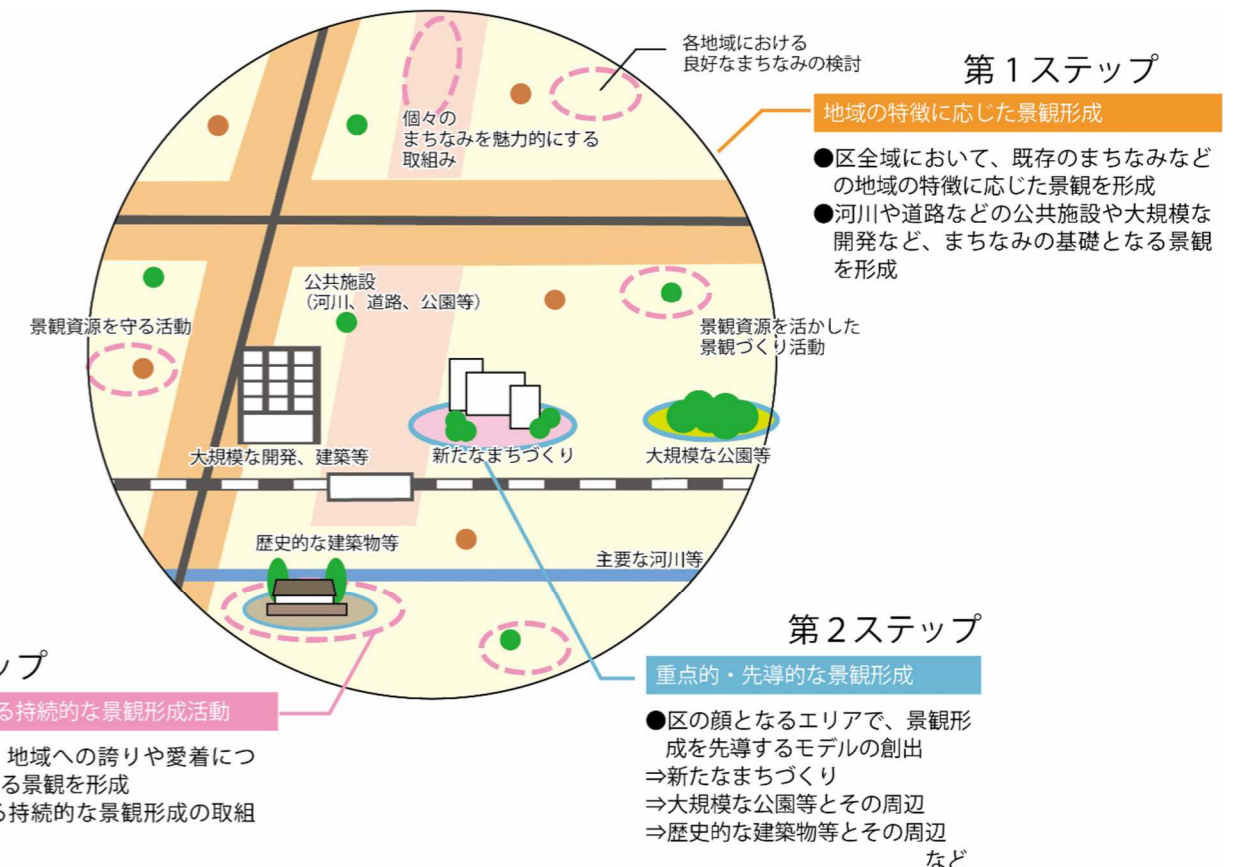 各地域における
良好なまちなみの検討
第1ステップ
地域の特徴に応じた景観形成
●区全域において、既存のまちなみなど
の地域の特徴に応じた景観を形成
●河川や道路などの公共施設や大規模な
開発など、まちなみの基礎となる景観
を形成
個々の
まちなみを魅力的にする
取組み
公共施設
(河川、道路、公園等)
景観資源を守る活動
景観資源を活かした
景観づくり活動
大規模な開発、建築等
新たなまちづくり
大規模な公園等
歴史的な建築物等
主要な河川等
第2ステップ
重点的・先導的な景観形成
●区の顔となるエリアで、景観形
成を先導するモデルの創出
⇒新たなまちづくり
⇒大規模な公園等とその周辺
⇒歴史的な建築物等とその周辺
など
ップ
る持続的な景観形成活動
地域への誇りや愛着につ
る景観を形成
る持続的な景観形成の取組